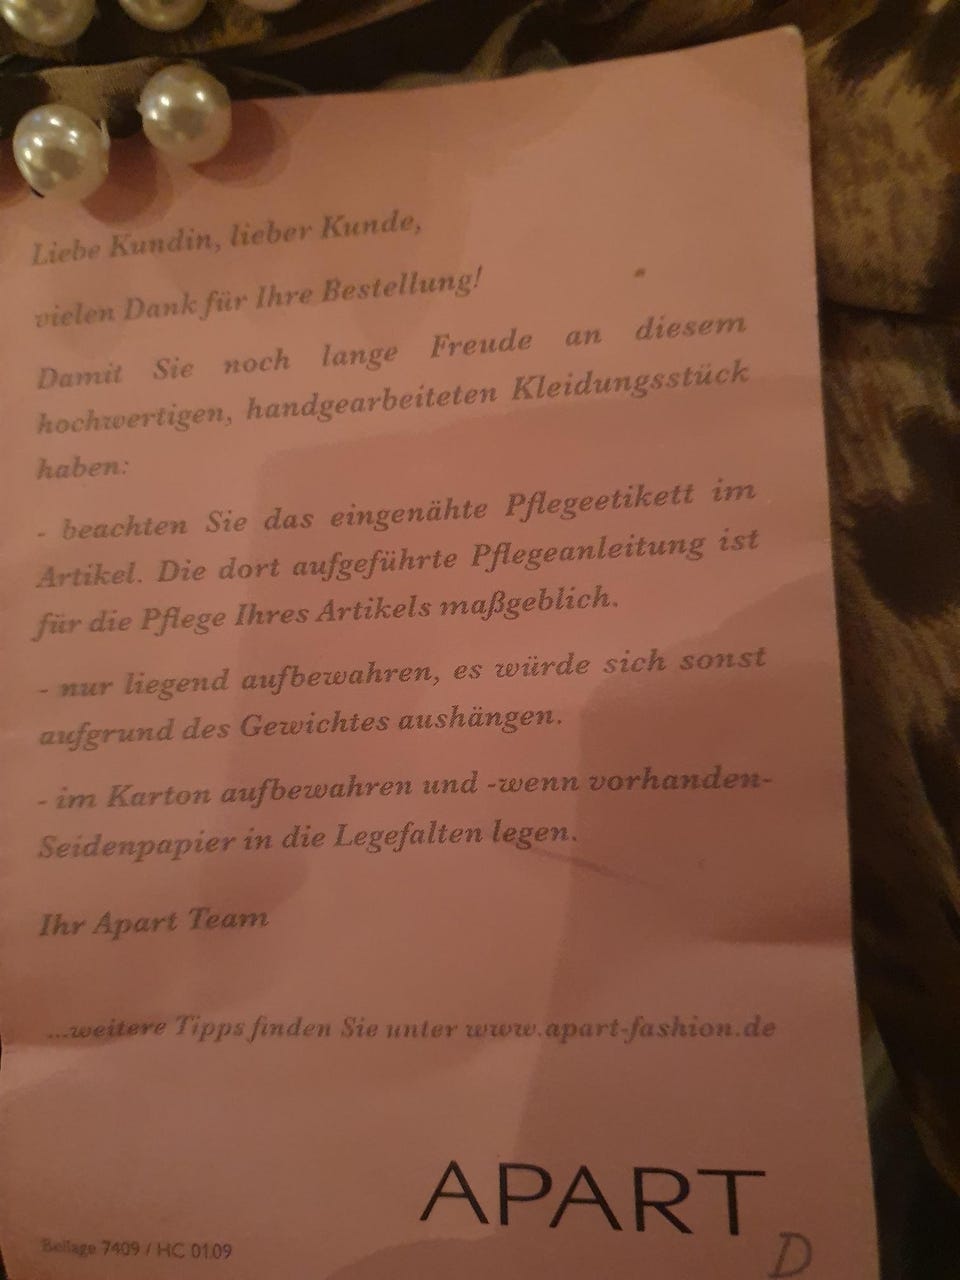 Liebe Kundin, lieber Kunde,
vielen Dank für Ihre Bestellung!
Damit Sie noch lange Freude an diesem
hochwertigen, handgearbeiteten Kleidungsstück
haben:
- beachten Sie das eingenähte Pflegeetikett im
Artikel. Die dort aufgeführte Pflegeanleitung ist
für die Pflege Ihres Artikels maßgeblich.
- nur liegend aufbewahren, es würde sich sonst
aufgrund des Gewichtes aushängen.
- im Karton aufbewahren und -wenn vorhanden-
Seidenpapier in die Legefalten legen.
Ihr Apart Team
...weitere Tipps finden Sie unter www.apart-fashion.de
APART
Beilage 7409 / HC 01.09
D